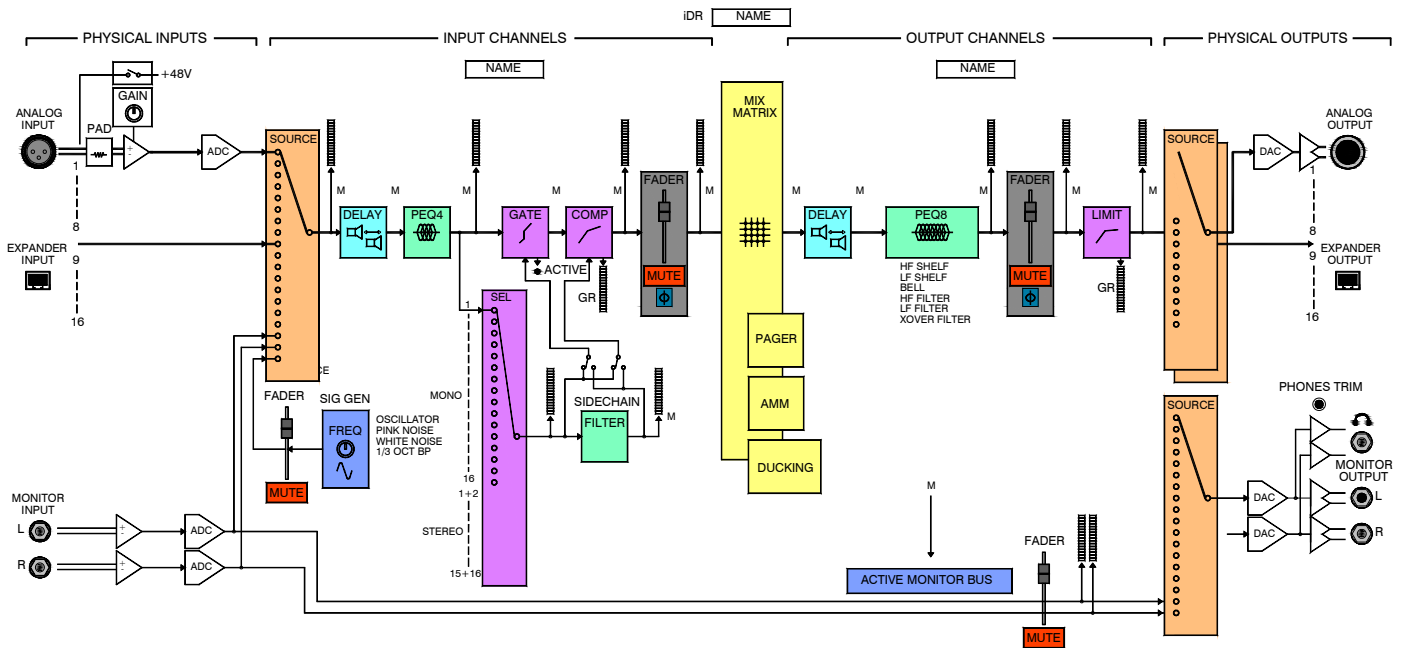 iDR NAME
PHYSICAL INPUTS
INPUT CHANNELS
OUTPUT CHANNELS
PHYSICAL OUTPUTS
NAME
NAME
+48V
GAIN
ANALOG
INPUT
PAD
+
-
ADC
1
8
EXPANDER
INPUT
9
16
SOURCE
CE
M
DELAY
M
PEQ4
M
GATE
M
COMP
M
ACTIVE
GR
FADER
MUTE
Φ
M
MIX
MATRIX
PAGER
AMM
DUCKING
SEL
1
MONO
16
1+2
STEREO
15+16
SIDECHAIN
FILTER
M
FADER
MUTE
SIG GEN
FREQ
OSCILLATOR
PINK NOISE
WHITE NOISE
1/3 OCT BP
MONITOR
INPUT
L
+
-
ADC
R
+
-
ADC
M
DELAY
M
PEQ8
HF SHELF
LF SHELF
BELL
HF FILTER
LF FILTER
XOVER FILTER
M
FADER
MUTE
Φ
M
LIMIT
M
GR
SOURCE
DAC
ANALOG
OUTPUT
1
8
EXPANDER
OUTPUT
9
16
M
ACTIVE MONITOR BUS
FADER
MUTE
SOURCE
PHONES TRIM
MONITOR
OUTPUT
DAC
L
DAC
R